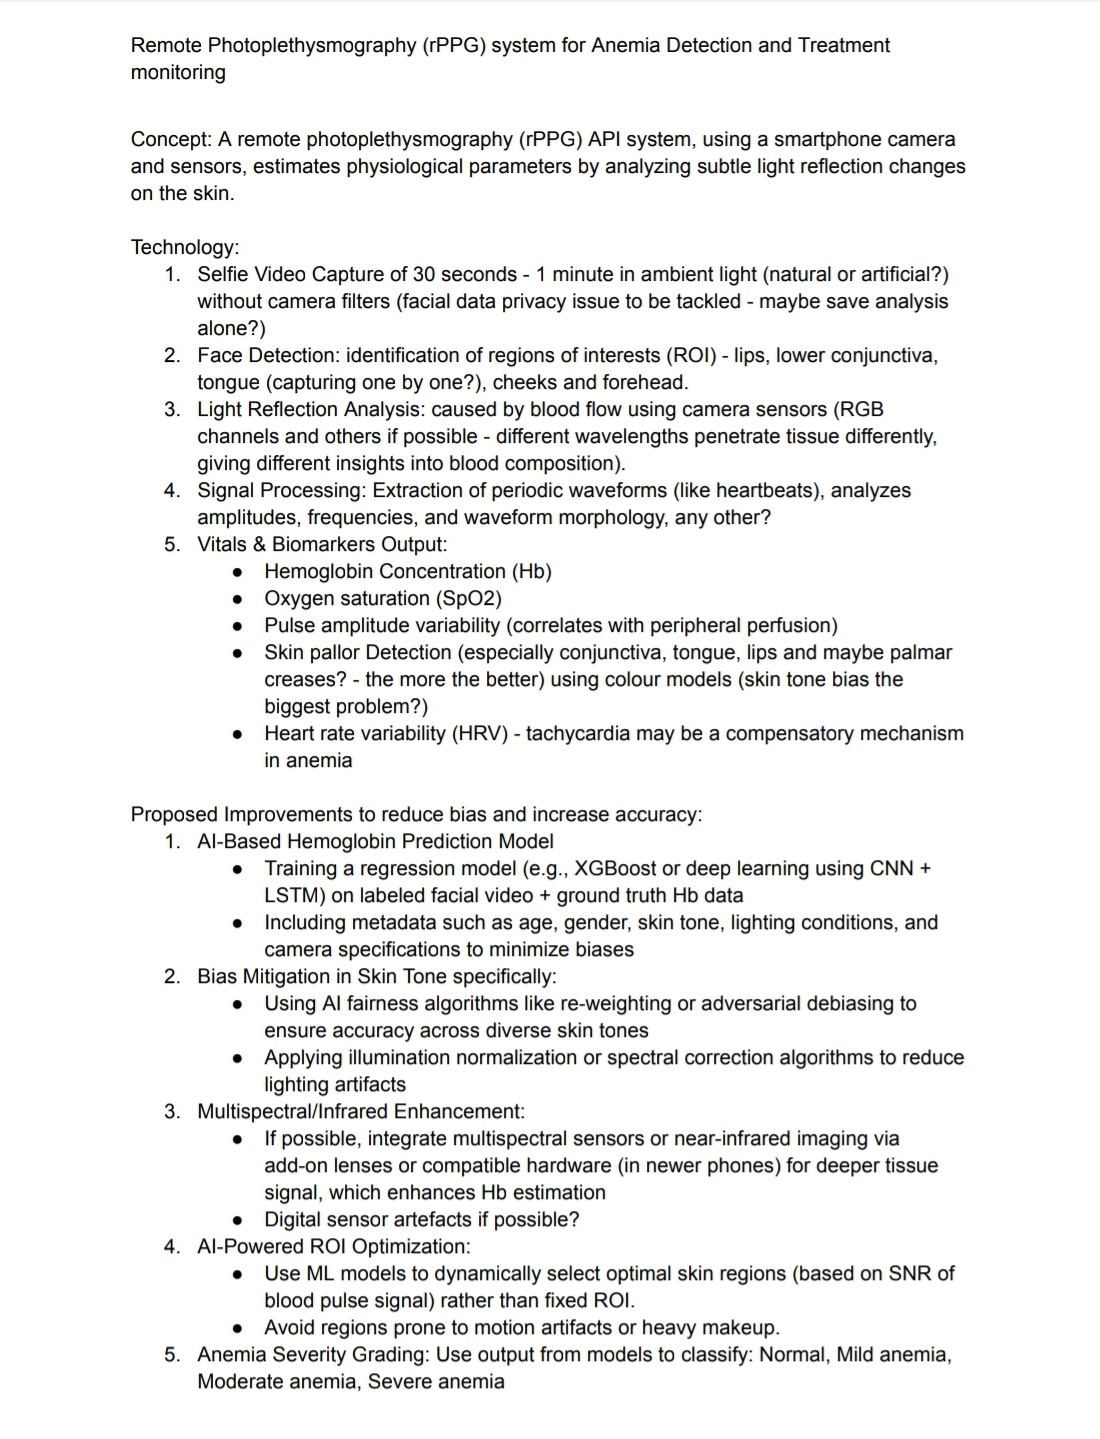 Remote Photoplethysmography (rPPG) system for Anemia Detection and Treatment
monitoring
Concept: A remote photoplethysmography (rPPG) API system, using a smartphone camera
and sensors, estimates physiological parameters by analyzing subtle light reflection changes
on the skin.
Technology:
1. Selfie Video Capture of 30 seconds - 1 minute in ambient light (natural or artificial?)
without camera filters (facial data privacy issue to be tackled - maybe save analysis
alone?)
2. Face Detection: identification of regions of interests (ROI) - lips, lower conjunctiva,
tongue (capturing one by one?), cheeks and forehead.
3. Light Reflection Analysis: caused by blood flow using camera sensors (RGB
channels and others if possible - different wavelengths penetrate tissue differently,
giving different insights into blood composition).
4. Signal Processing: Extraction of periodic waveforms (like heartbeats), analyzes
amplitudes, frequencies, and waveform morphology, any other?
5. Vitals & Biomarkers Output:
● Hemoglobin Concentration (Hb)
● Oxygen saturation (SpO2)
● Pulse amplitude variability (correlates with peripheral perfusion)
● Skin pallor Detection (especially conjunctiva, tongue, lips and maybe palmar
creases? - the more the better) using colour models (skin tone bias the
biggest problem?)
● Heart rate variability (HRV) - tachycardia may be a compensatory mechanism
in anemia
Proposed Improvements to reduce bias and increase accuracy:
1. AI-Based Hemoglobin Prediction Model
● Training a regression model (e.g., XGBoost or deep learning using CNN +
LSTM) on labeled facial video + ground truth Hb data
● Including metadata such as age, gender, skin tone, lighting conditions, and
camera specifications to minimize biases
2. Bias Mitigation in Skin Tone specifically:
● Using AI fairness algorithms like re-weighting or adversarial debiasing to
ensure accuracy across diverse skin tones
● Applying illumination normalization or spectral correction algorithms to reduce
lighting artifacts
3. Multispectral/Infrared Enhancement:
● If possible, integrate multispectral sensors or near-infrared imaging via
add-on lenses or compatible hardware (in newer phones) for deeper tissue
signal, which enhances Hb estimation
● Digital sensor artefacts if possible?
4. AI-Powered ROI Optimization:
● Use ML models to dynamically select optimal skin regions (based on SNR of
blood pulse signal) rather than fixed ROI.
● Avoid regions prone to motion artifacts or heavy makeup.
5. Anemia Severity Grading: Use output from models to classify: Normal, Mild anemia,
Moderate anemia, Severe anemia